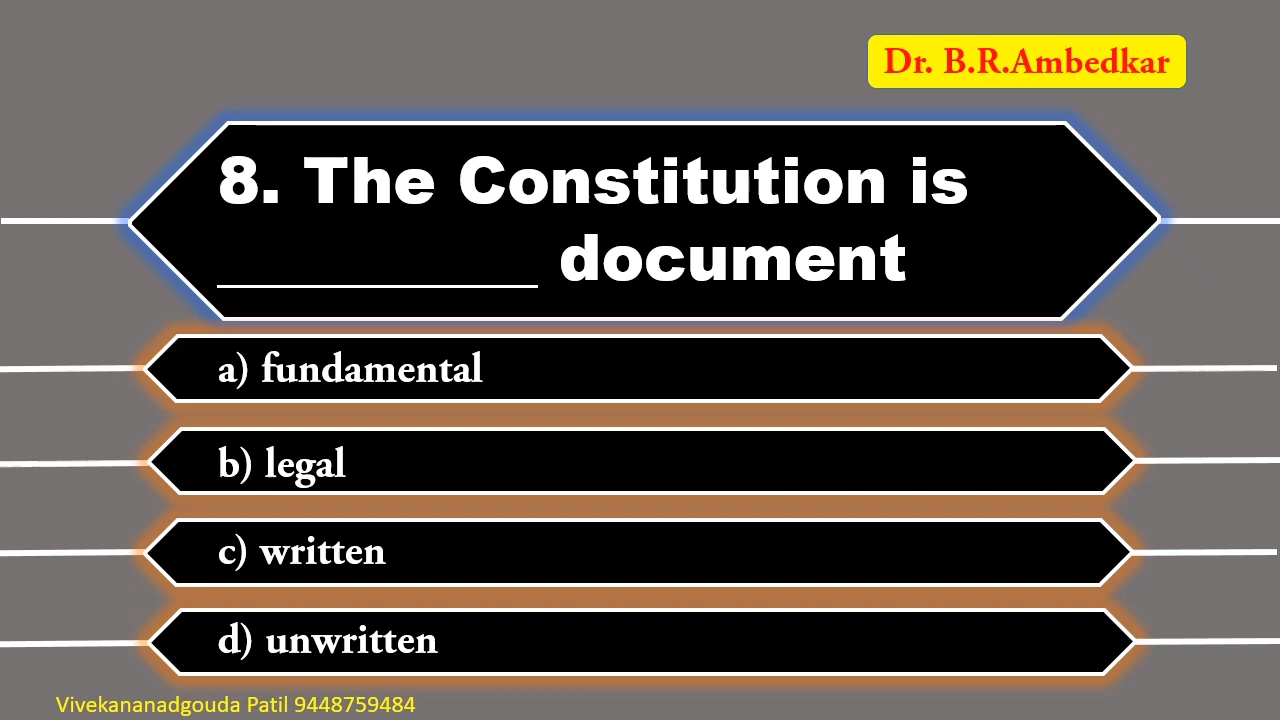 Dr. B.R.Ambedkar
8. The Constitution is
__________ document
a) fundamental
b) legal
c) written
d) unwritten
Vivekananadgouda Patil 9448759484